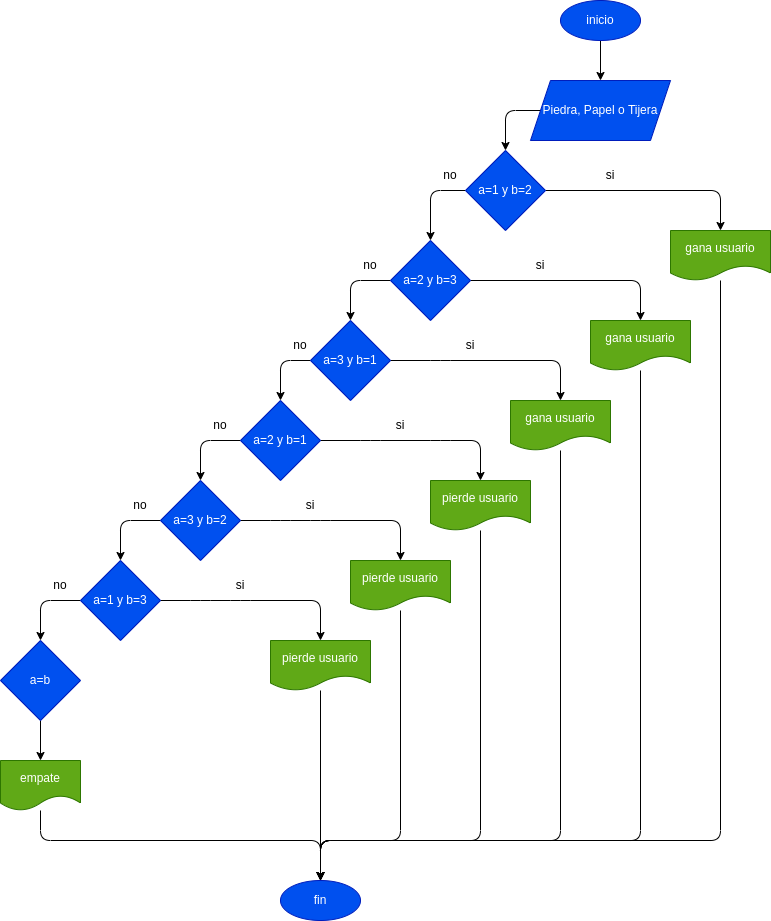 inicio
Piedra, Papel o Tijera
no
si
a=1 y b=2
gana usuario
no
si
a=2 y b=3
gana usuario
no
si
a=3 y b=1
gana usuario
no
si
a=2 y b=1
pierde usuario
no
si
a=3 y b=2
pierde usuario
no
si
a=1 y b=3
pierde usuario
a=b
empate
fin